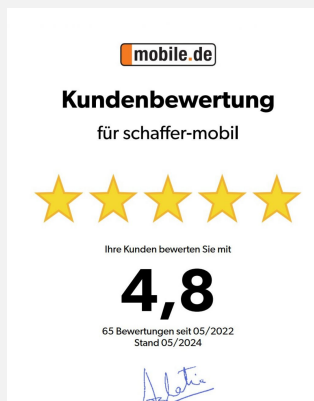 mobile.de
Kundenbewertung
für schaffer-mobil
Ihre Kunden bewerten Sie mit
4,8
65 Bewertungen seit 05/2022
Stand 05/2024